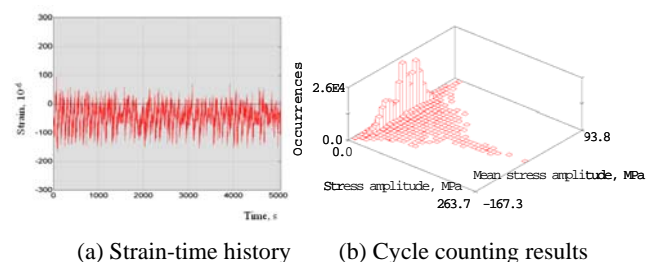 300
200
100
0
-100
-200
-300
0 1000 2000 3000 4000 5000
Strain, 10⁻⁶
Time, s
Occurrences
2.6E4
0.0
0.0
Stress amplitude, MPa
263.7
-167.3
Mean stress amplitude, MPa
93.8
(a) Strain-time history
(b) Cycle counting results